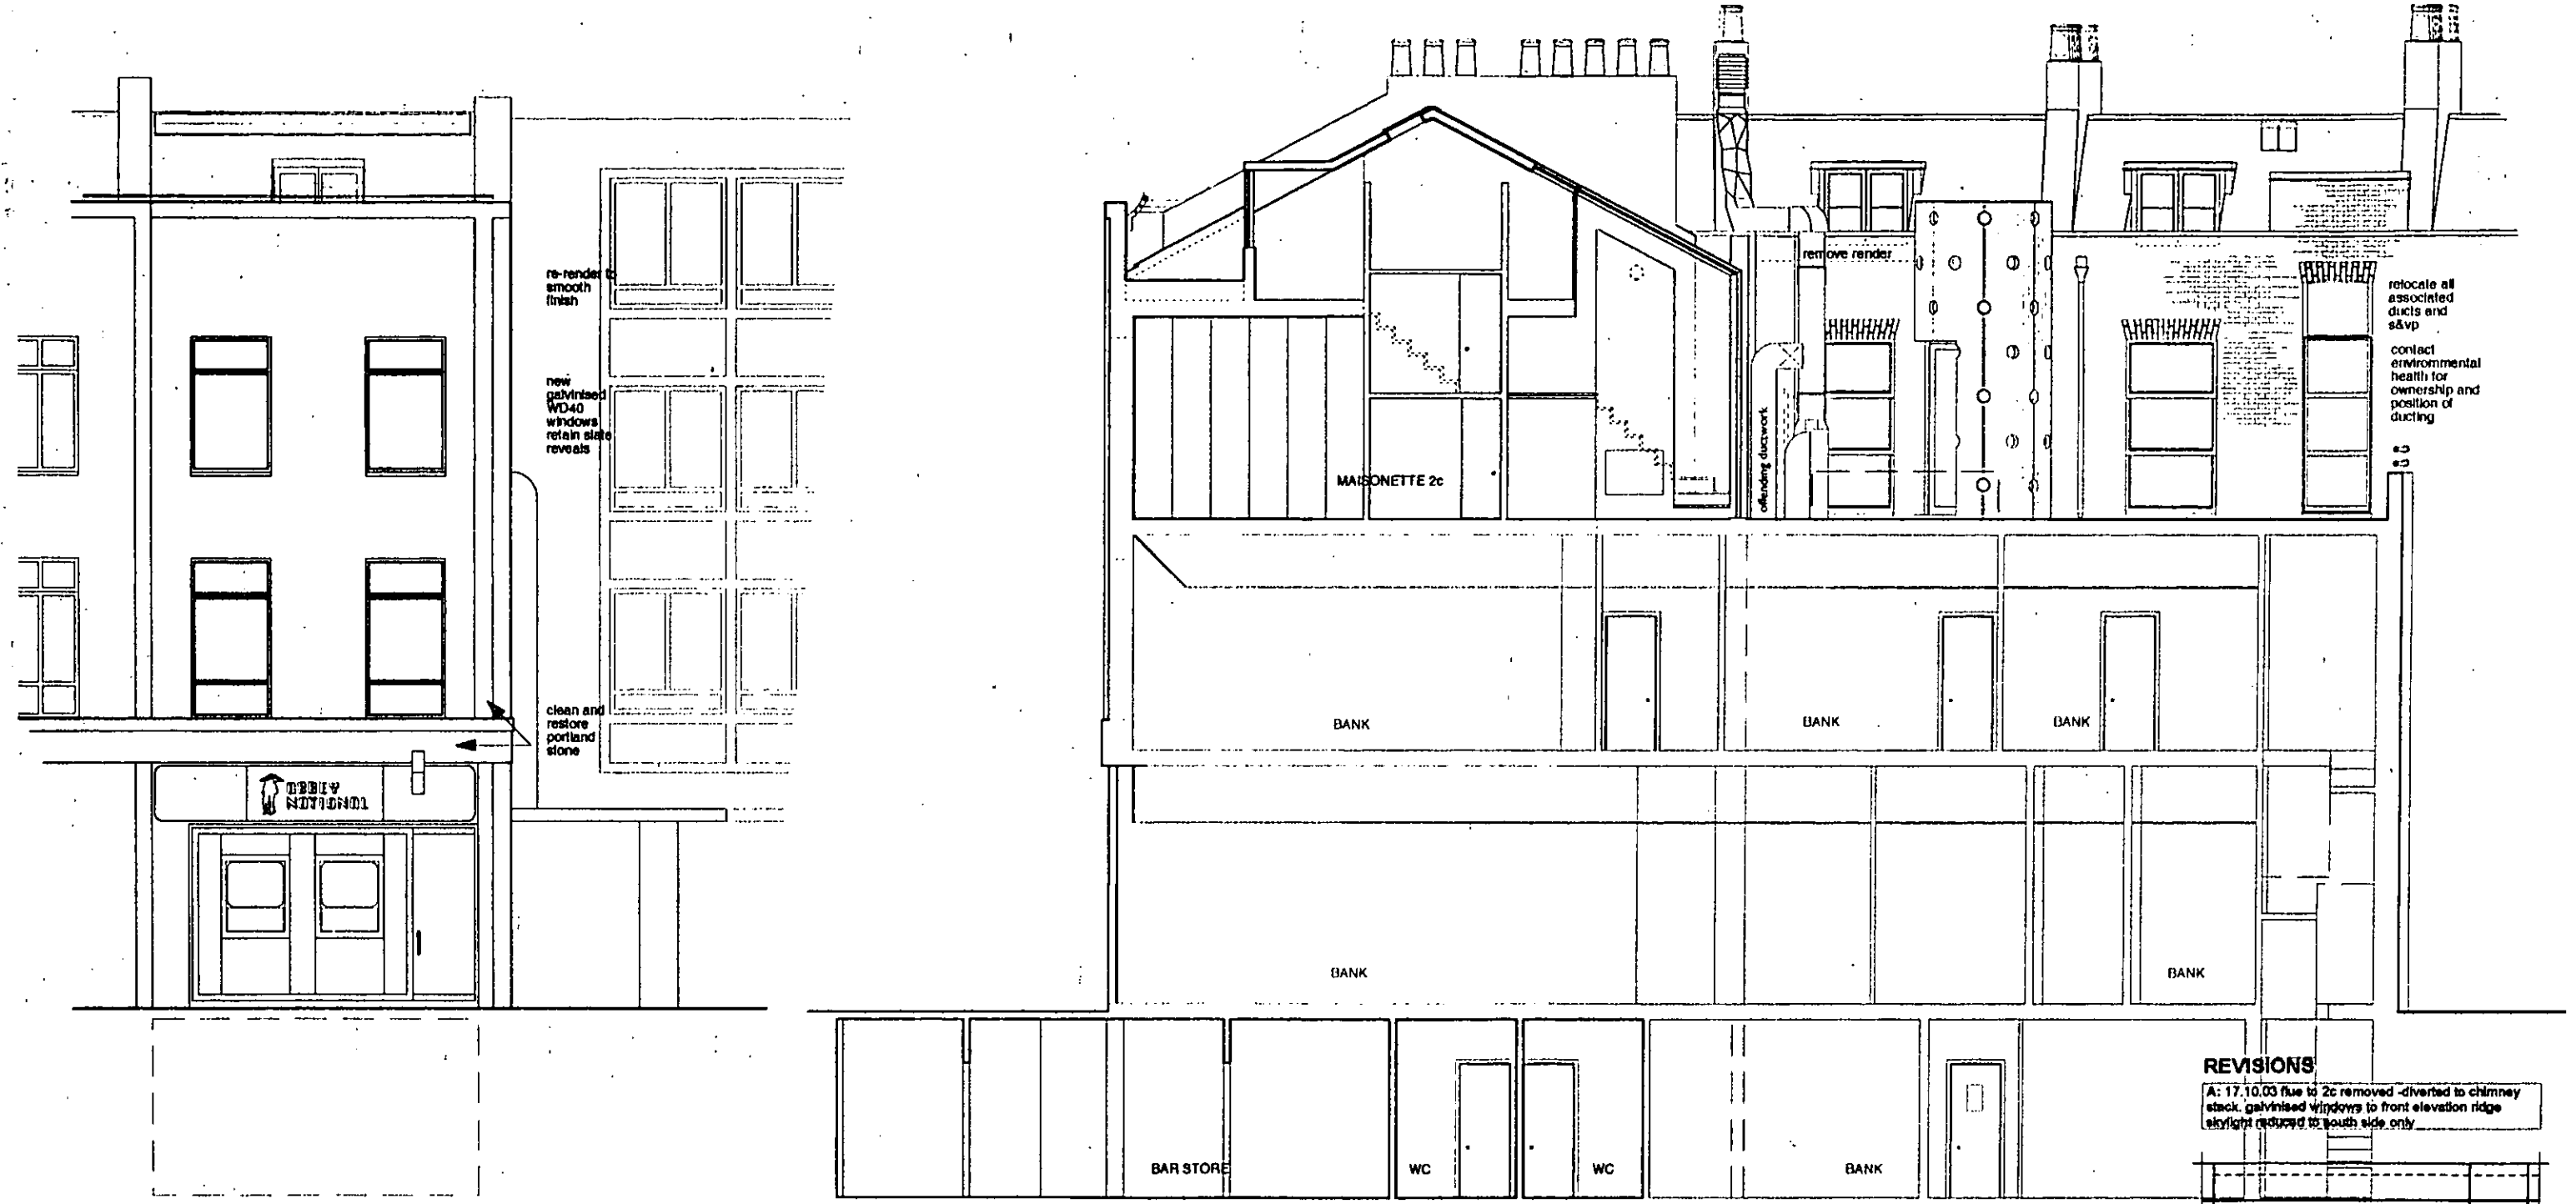 re-render to
smooth
finish
new
galvinised
WD40
windows
retain slate
reveals
clean and
restore
portland
stone
ABBEY
NATIONAL
MAISONETTE 2c
offending ductwork
remove render
relocate all
associated
ducts and
s&vp
contact
environmental
health for
ownership and
position of
ducting
BANK
BANK
BANK
BANK
BANK
BAR STORE
WC
WC
BANK
REVISIONS
A: 17.10.03 flue to 2c removed -diverted to chimney
stack. galvinised windows to front elevation ridge
skylight reduced to south side only